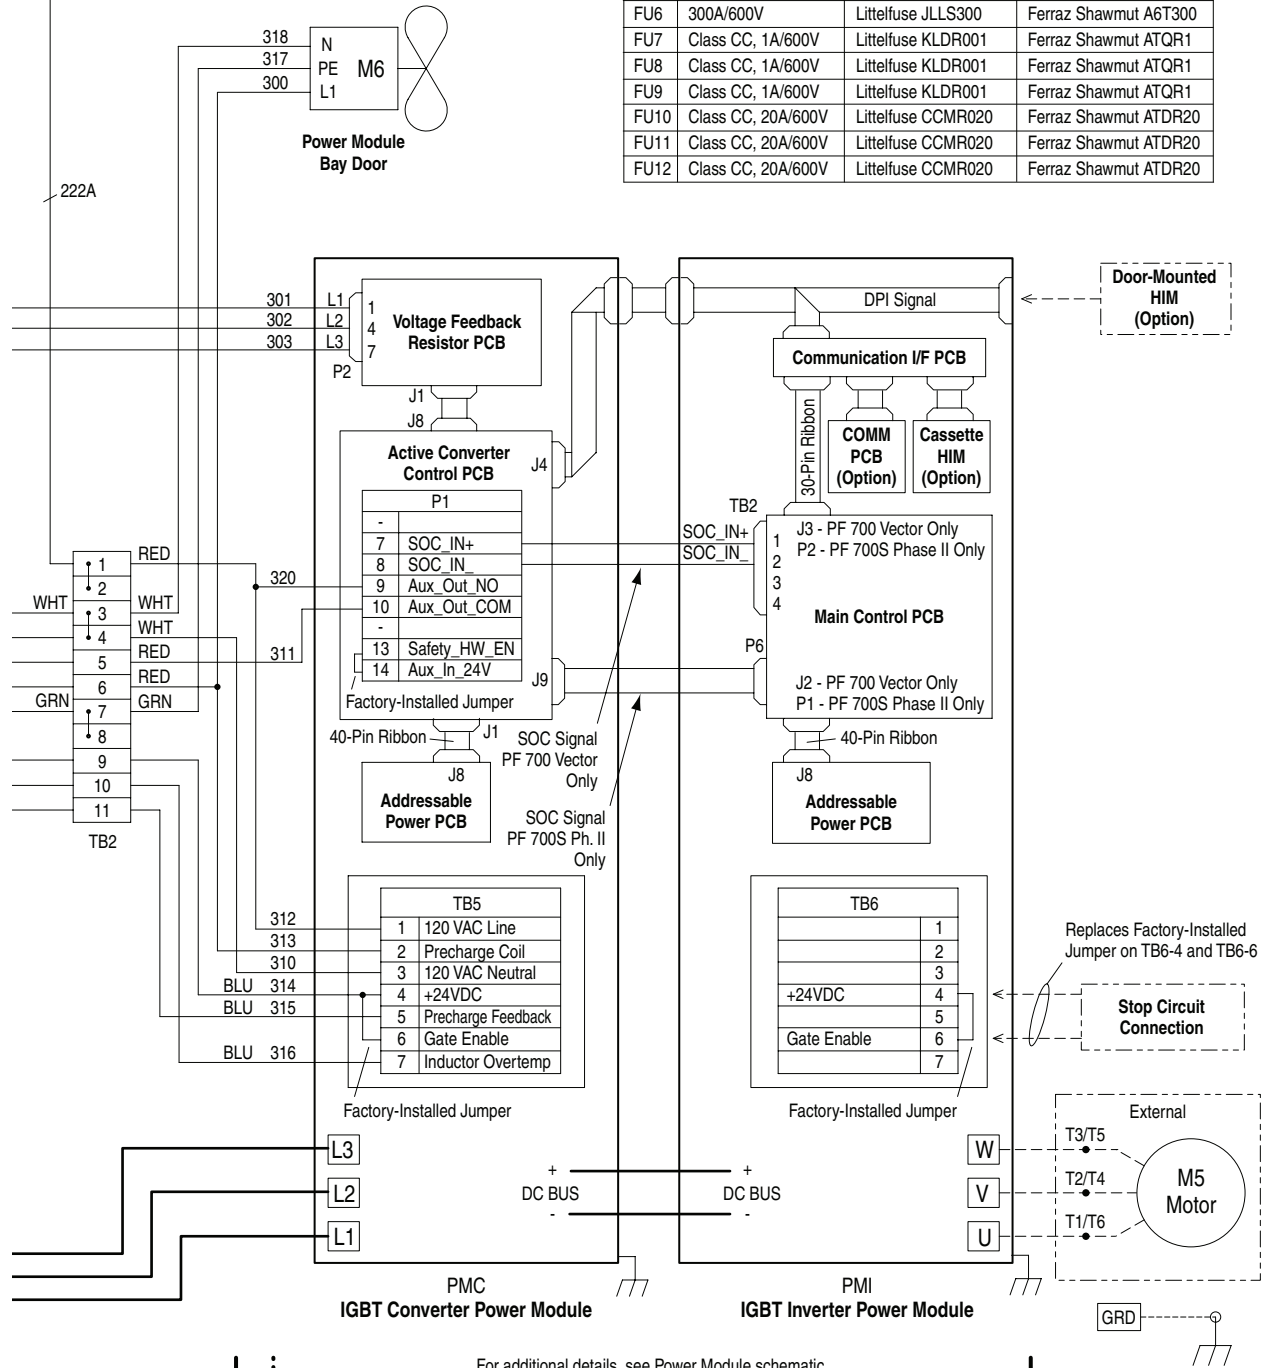 FU6 300A/600V Littelfuse JLLS300 Ferraz Shawmut A6T300
FU7 Class CC, 1A/600V Littelfuse KLDR001 Ferraz Shawmut ATQR1
FU8 Class CC, 1A/600V Littelfuse KLDR001 Ferraz Shawmut ATQR1
FU9 Class CC, 1A/600V Littelfuse KLDR001 Ferraz Shawmut ATQR1
FU10 Class CC, 20A/600V Littelfuse CCMR020 Ferraz Shawmut ATDR20
FU11 Class CC, 20A/600V Littelfuse CCMR020 Ferraz Shawmut ATDR20
FU12 Class CC, 20A/600V Littelfuse CCMR020 Ferraz Shawmut ATDR20
318 N
317 PE M6
300 L1
Power Module
Bay Door
222A
301 L1 1
302 L2 4
303 L3 7
P2
Voltage Feedback
Resistor PCB
J1
J8
Active Converter
Control PCB
J4
P1
-
7 SOC_IN+
8 SOC_IN_
9 Aux_Out_NO
10 Aux_Out_COM
-
13 Safety_HW_EN
14 Aux_In_24V
Factory-Installed Jumper
J9
40-Pin Ribbon
J1
J8
Addressable
Power PCB
320
311
DPI Signal
Door-Mounted
HIM
(Option)
Communication I/F PCB
30-Pin Ribbon
COMM
PCB
(Option)
Cassette
HIM
(Option)
TB2
SOC_IN+ 1
SOC_IN_ 2
3
4
J3 - PF 700 Vector Only
P2 - PF 700S Phase II Only
Main Control PCB
P6
J2 - PF 700 Vector Only
P1 - PF 700S Phase II Only
40-Pin Ribbon
J8
Addressable
Power PCB
SOC Signal
PF 700 Vector
Only
SOC Signal
PF 700S Ph. II
Only
1 RED
2
WHT 3 WHT
4 WHT
5 RED
6 RED
GRN 7 GRN
8
9
10
11
TB2
TB5
312 1 120 VAC Line
313 2 Precharge Coil
310 3 120 VAC Neutral
BLU 314 4 +24VDC
BLU 315 5 Precharge Feedback
6 Gate Enable
BLU 316 7 Inductor Overtemp
Factory-Installed Jumper
TB6
1
2
3
+24VDC 4
5
Gate Enable 6
7
Factory-Installed Jumper
Replaces Factory-Installed
Jumper on TB6-4 and TB6-6
Stop Circuit
Connection
L3
L2
L1
+ +
DC BUS DC BUS
- -
W
V
U
External
T3/T5
T2/T4
T1/T6
M5
Motor
PMC
IGBT Converter Power Module
PMI
IGBT Inverter Power Module
GRD
For additional details, see Power Module schematic